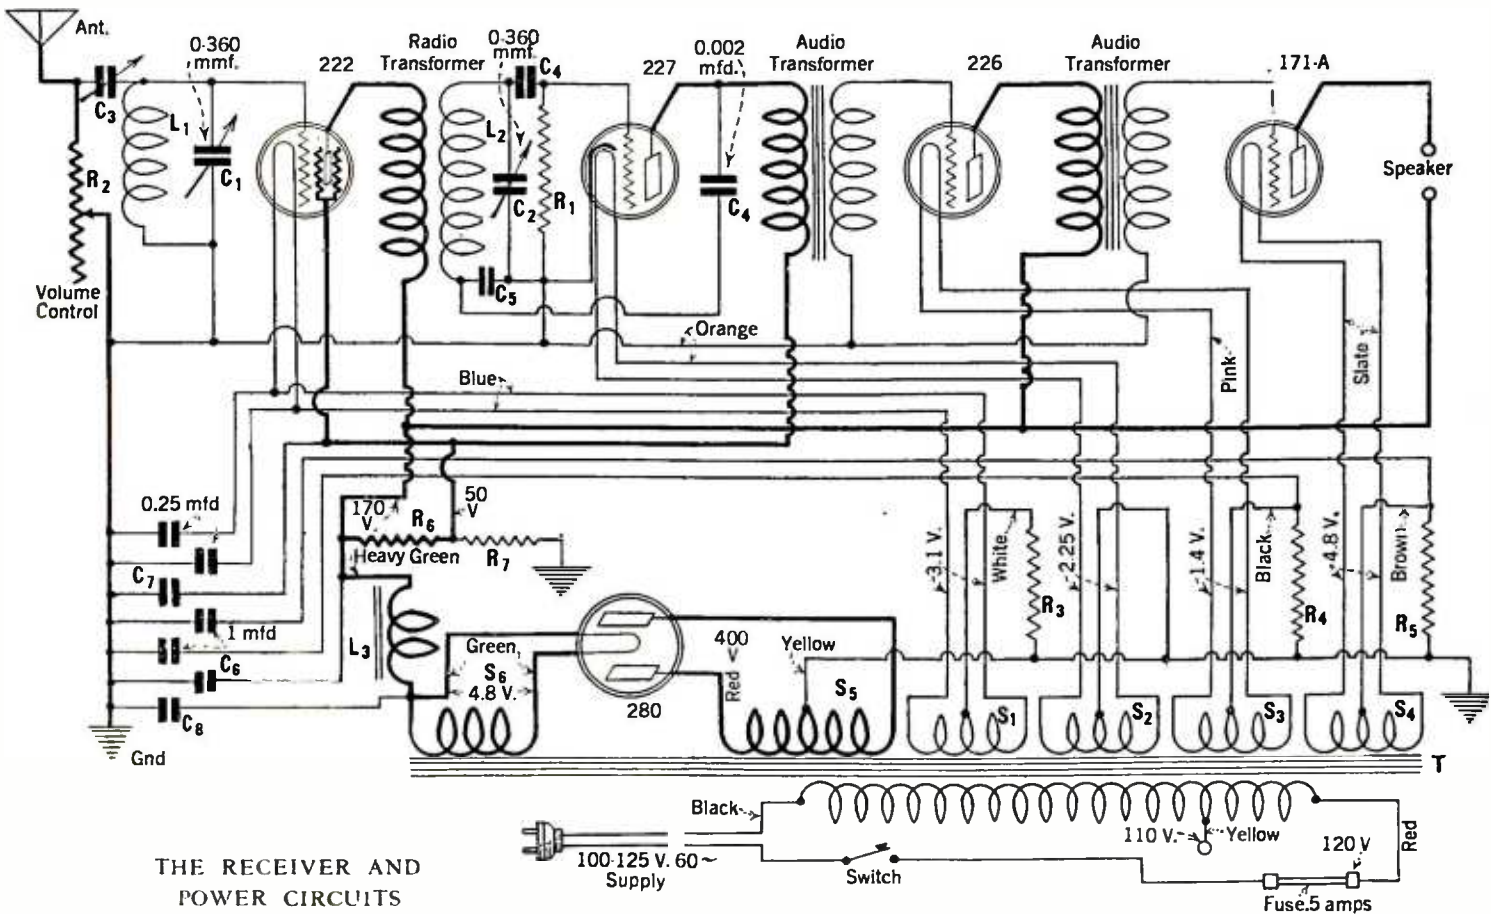 Ant.
0-360
mmf.
222
Radio
Transformer
0-360
mmf.
C4
227
0.002
mfd.
Audio
Transformer
226
Audio
Transformer
171-A
C3
L1
C1
R2
L2
C2
R1
C4
Speaker
Volume
Control
C5
Orange
Blue
Pink
Slate
0.25 mfd
170
V
50
V
R6
Heavy Green
R7
C7
1 mfd
C6
C8
Gnd
L3
Green
S6
4.8 V.
280
400
V
Red
Yellow
S5
3.1 V.
White
R3
2.25 V.
1.4 V.
Black
R4
4.8 V.
Brown
R5
S1
S2
S3
S4
T
Black
110 V.
Yellow
120 V
Red
100-125 V. 60~
Supply
Switch
Fuse.5 amps
THE RECEIVER AND
POWER CIRCUITS